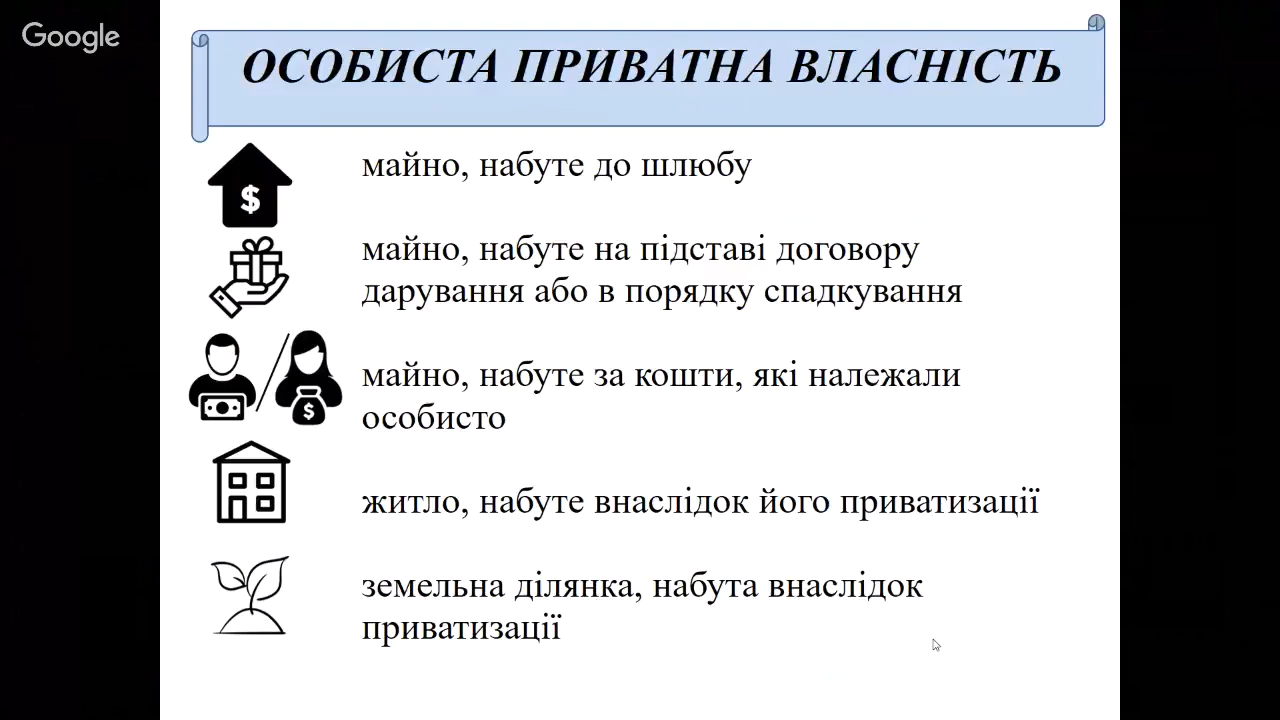 Google
ОСОБИСТА ПРИВАТНА ВЛАСНІСТЬ
майно, набуте до шлюбу
майно, набуте на підставі договору
дарування або в порядку спадкування
майно, набуте за кошти, які належали
особисто
житло, набуте внаслідок його приватизації
земельна ділянка, набута внаслідок
приватизації